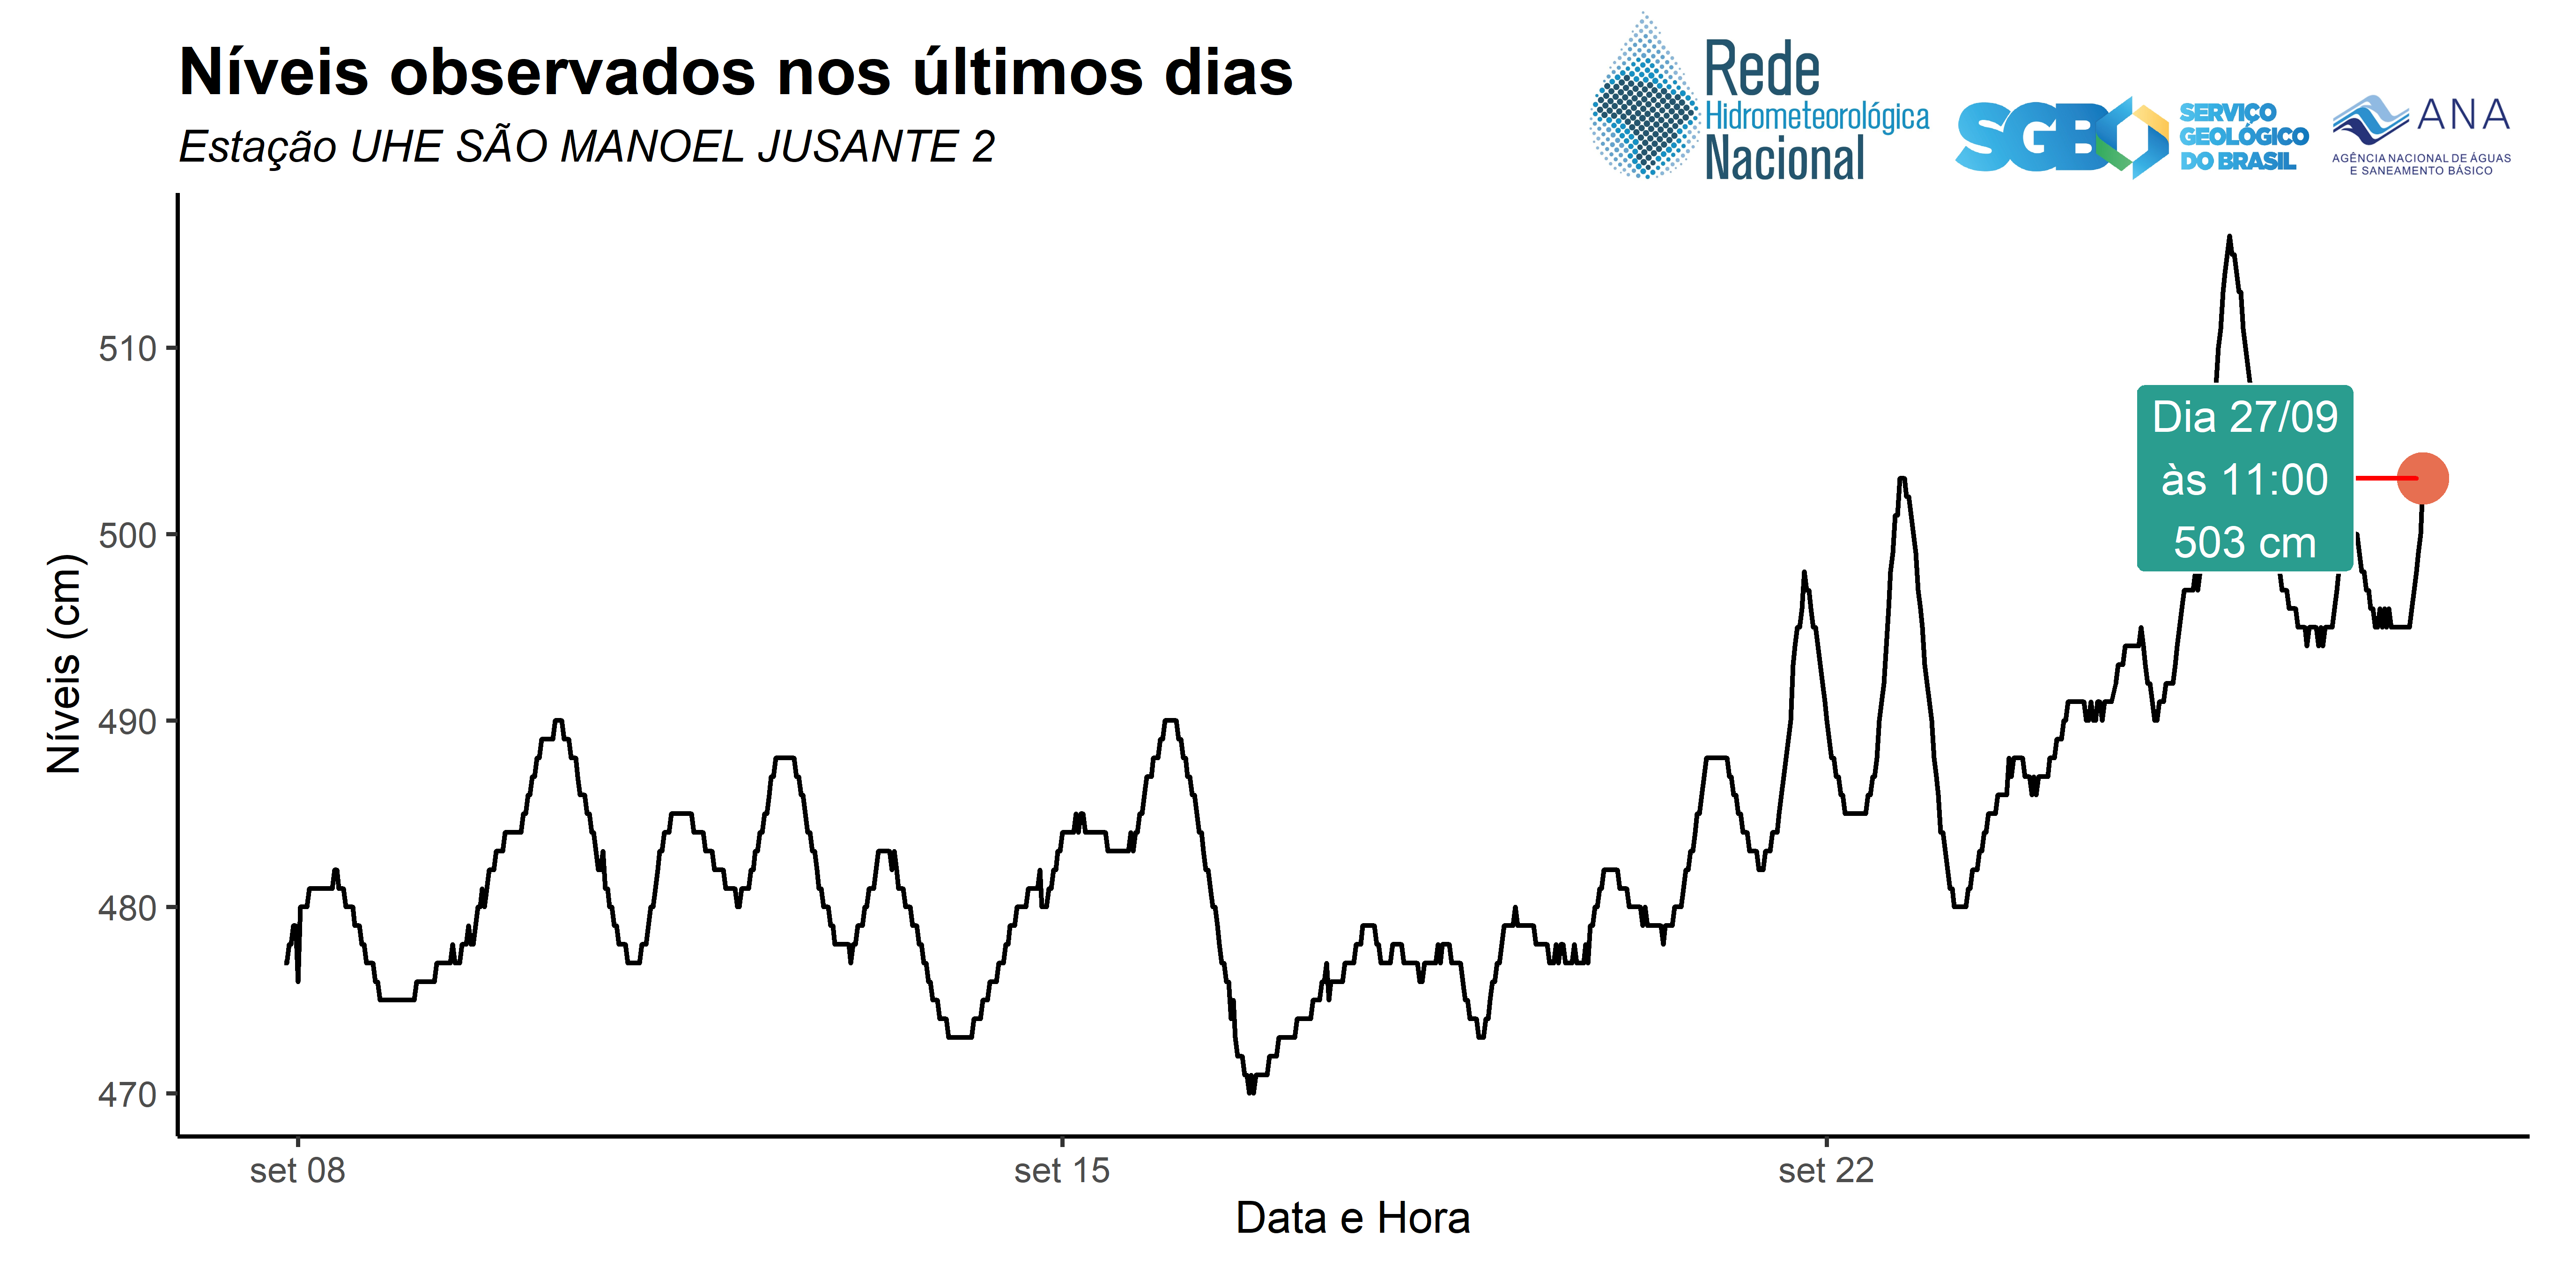 Níveis observados nos últimos dias
Estação UHE SÃO MANOEL JUSANTE 2
Rede
Hidrometeorológica
Nacional
SGB
SERVIÇO
GEOLÓGICO
DO BRASIL
ANA
AGÊNCIA NACIONAL DE ÁGUAS
E SANEAMENTO BÁSICO
Níveis (cm)
510
500
490
480
470
Dia 27/09
às 11:00
503 cm
set 08
set 15
set 22
Data e Hora